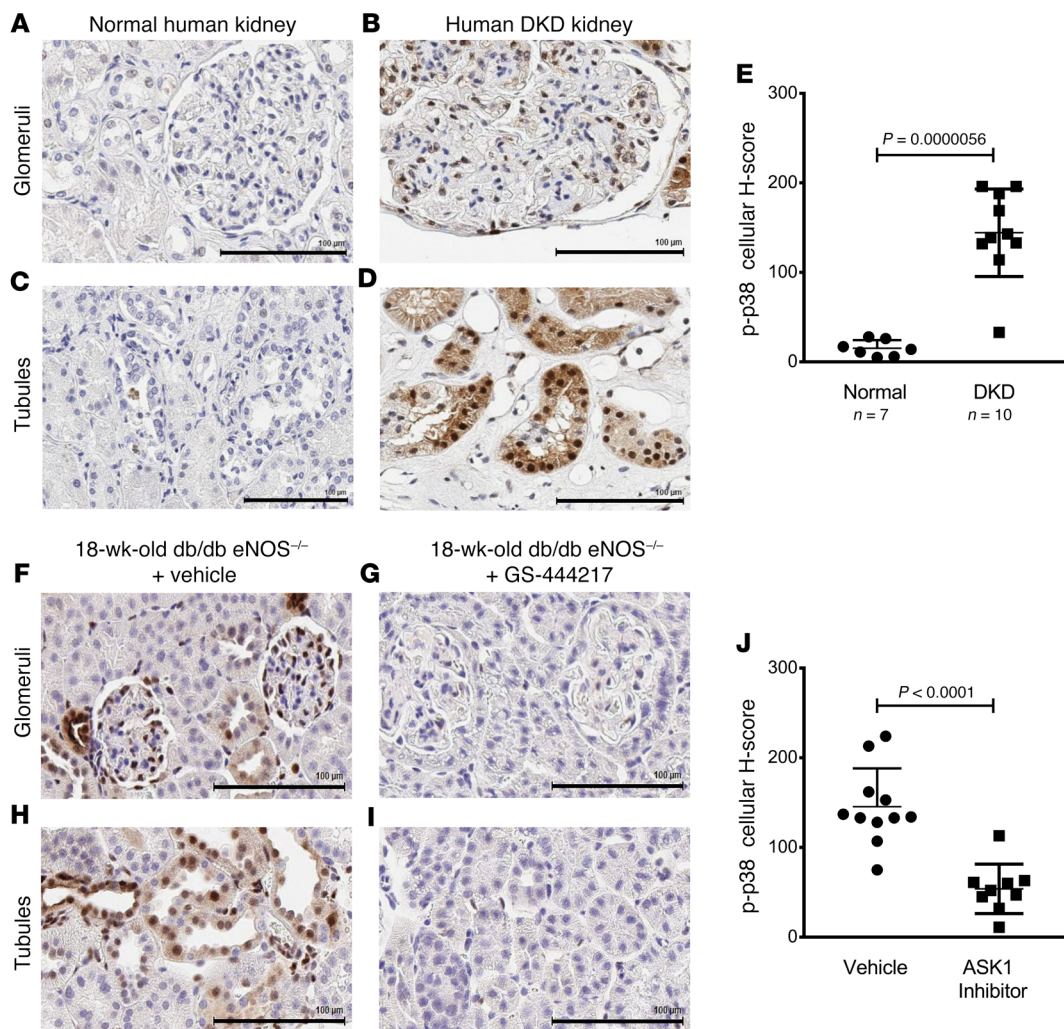 A
Normal human kidney
B
Human DKD kidney
Glomeruli
100 µm
100 µm
C
D
Tubules
100 µm
100 µm
E
300
200
100
0
p-p38 cellular H-score
P = 0.0000056
Normal
n = 7
DKD
n = 10
18-wk-old db/db eNOS–/–
+ vehicle
18-wk-old db/db eNOS–/–
+ GS-444217
F
G
Glomeruli
100 µm
100 µm
H
I
Tubules
100 µm
100 µm
J
300
200
100
0
p-p38 cellular H-score
P < 0.0001
Vehicle
ASK1
Inhibitor